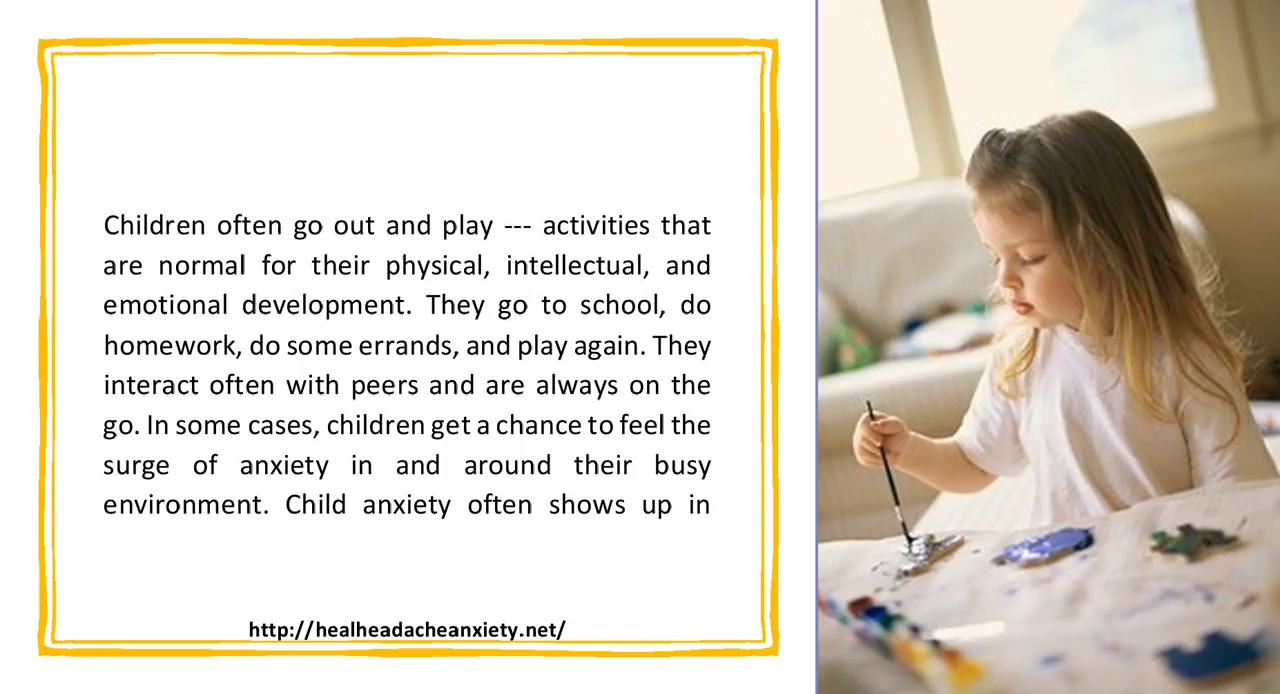 Children often go out and play --- activities that
are normal for their physical, intellectual, and
emotional development. They go to school, do
homework, do some errands, and play again. They
interact often with peers and are always on the
go. In some cases, children get a chance to feel the
surge of anxiety in and around their busy
environment. Child anxiety often shows up in
http://healheadacheanxiety.net/